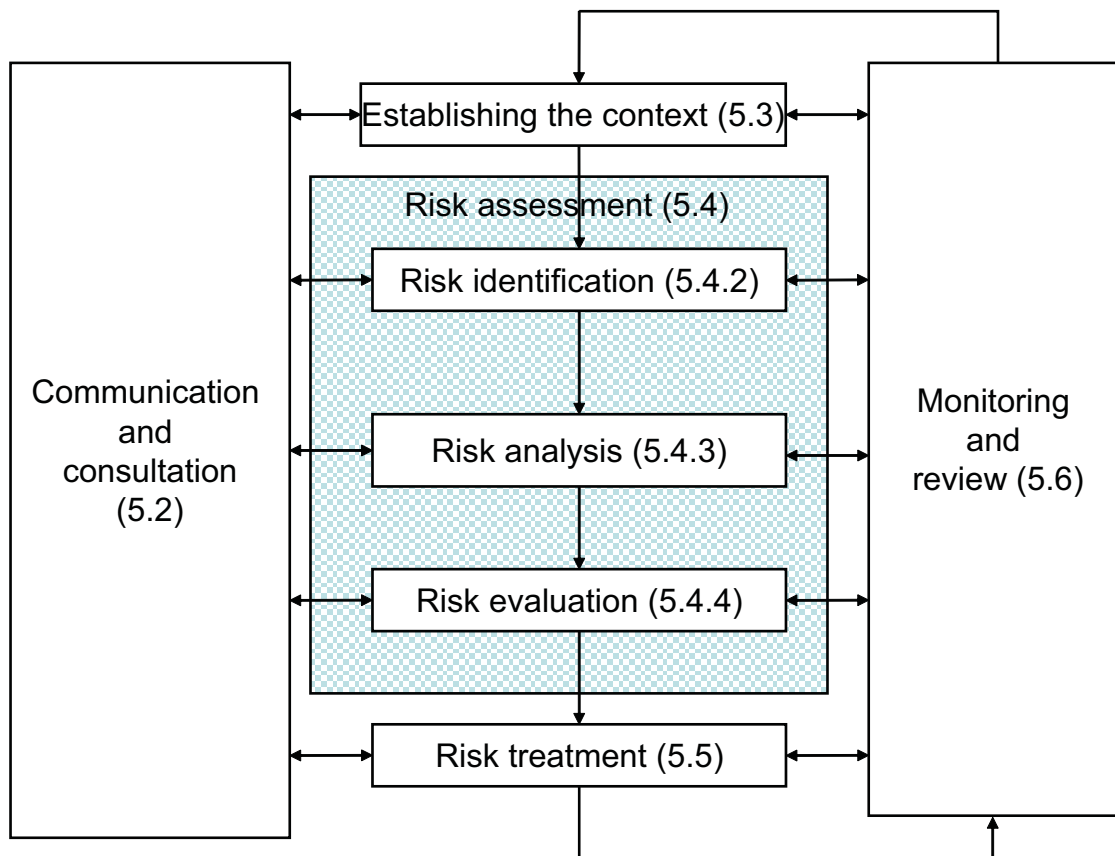 Establishing the context (5.3)
Risk assessment (5.4)
Risk identification (5.4.2)
Communication
and
consultation
(5.2)
Risk analysis (5.4.3)
Monitoring
and
review (5.6)
Risk evaluation (5.4.4)
Risk treatment (5.5)